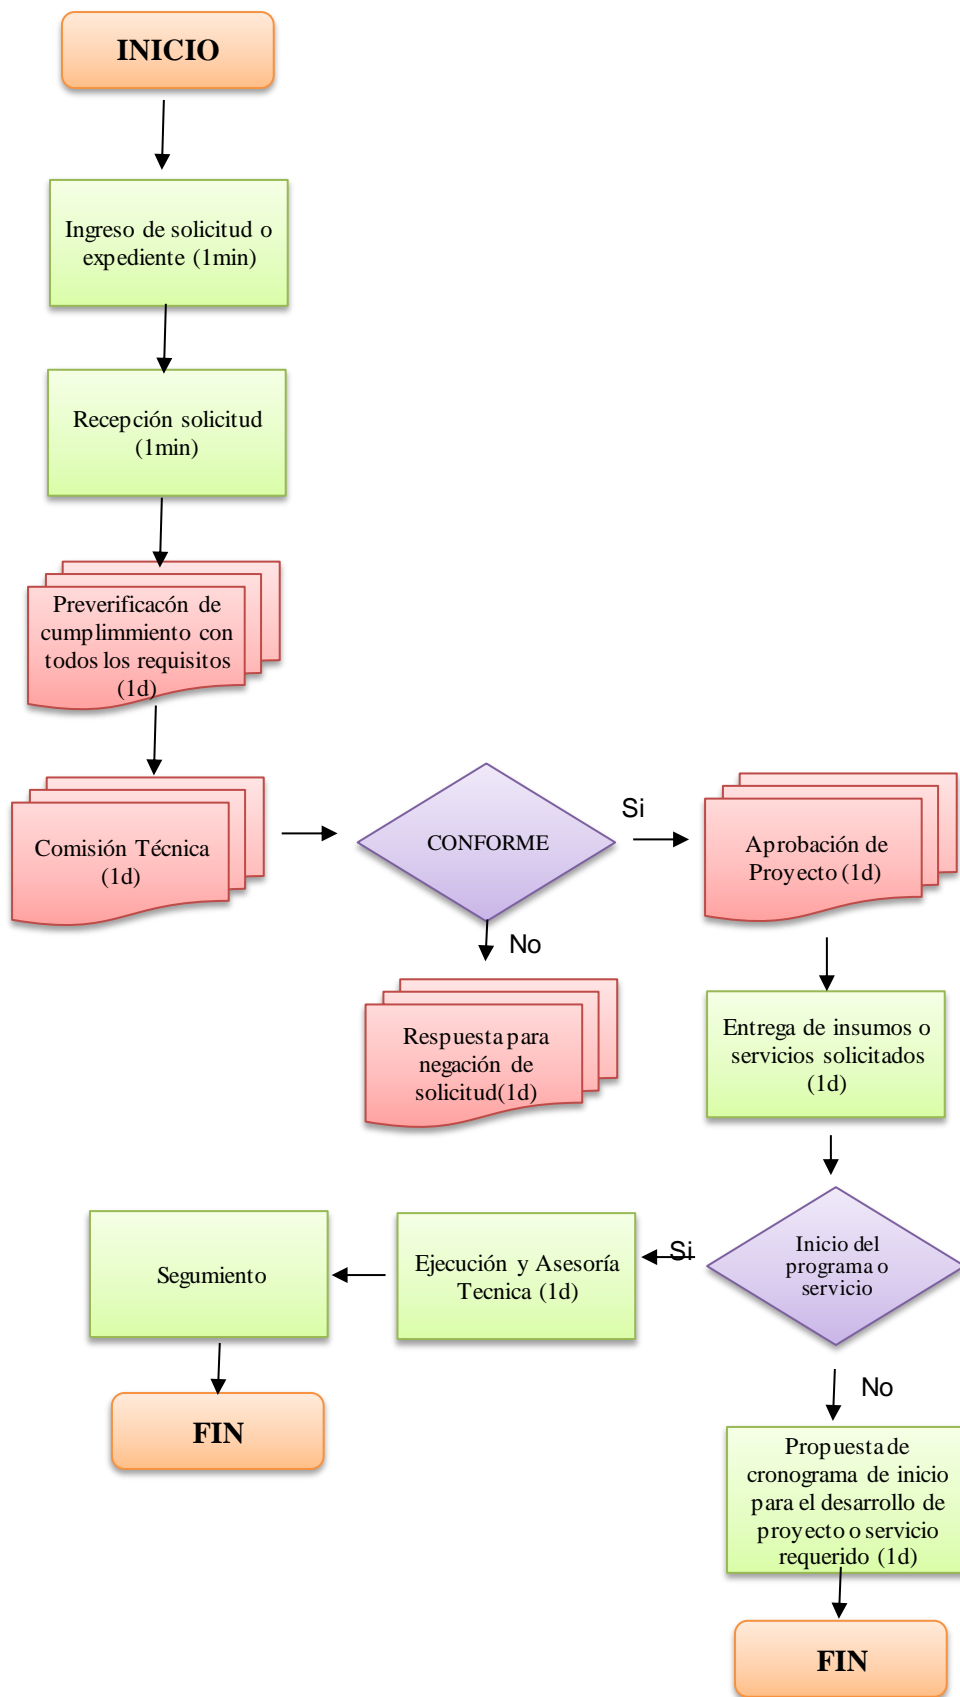 INICIO
Ingreso de solicitud o
expediente (1min)
Recepción solicitud
(1min)
Preverificacón de
cumplimmiento con
todos los requisitos
(1d)
Comisión Técnica
(1d)
CONFORME
Si
Aprobación de
Proyecto (1d)
No
Respuesta para
negación de
solicitud(1d)
Entrega de insumos o
servicios solicitados
(1d)
Inicio del
programa o
servicio
Si
Ejecución y Asesoría
Tecnica (1d)
Segumiento
FIN
No
Propuesta de
cronograma de inicio
para el desarrollo de
proyecto o servicio
requerido (1d)
FIN